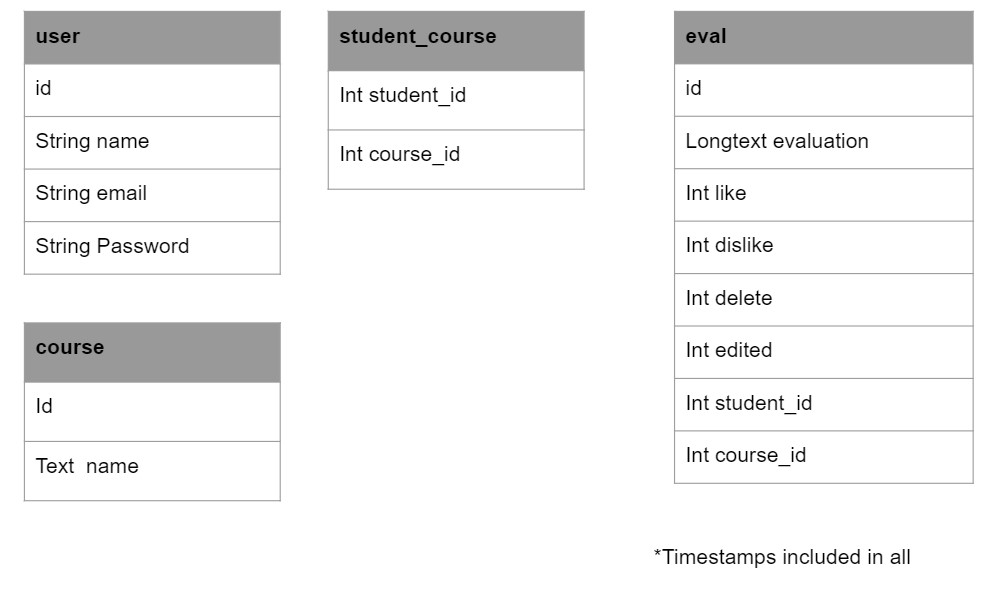 user
id
String name
String email
String Password
course
Id
Text  name
student_course
Int student_id
Int course_id
eval
id
Longtext evaluation
Int like
Int dislike
Int delete
Int edited
Int student_id
Int course_id
*Timestamps included in all